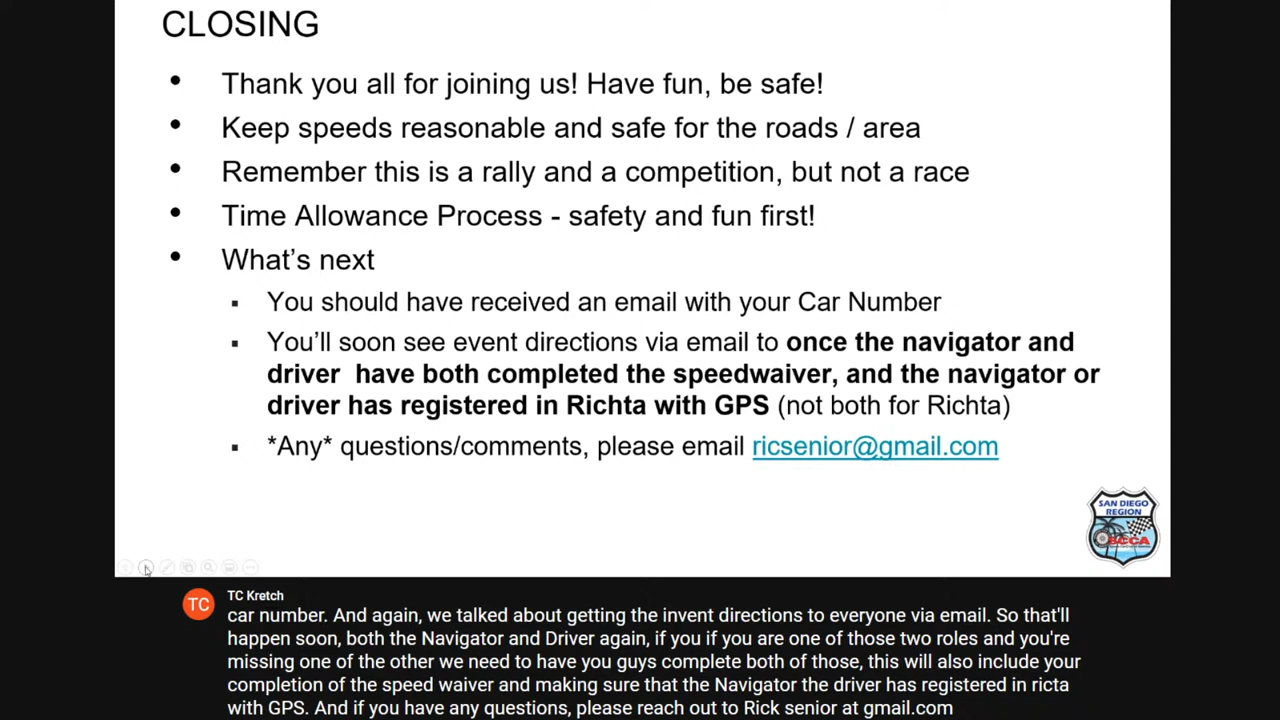 CLOSING
• Thank you all for joining us! Have fun, be safe!
• Keep speeds reasonable and safe for the roads / area
• Remember this is a rally and a competition, but not a race
• Time Allowance Process - safety and fun first!
• What's next
▪ You should have received an email with your Car Number
▪ You'll soon see event directions via email to once the navigator and
driver have both completed the speedwaiver, and the navigator or
driver has registered in Richta with GPS (not both for Richta)
▪ *Any* questions/comments, please email ricsenior@gmail.com
SAN DIEGO
REGION
SCCA
TC
TC Kretch
car number. And again, we talked about getting the invent directions to everyone via email. So that'll
happen soon, both the Navigator and Driver again, if you if you are one of those two roles and you're
missing one of the other we need to have you guys complete both of those, this will also include your
completion of the speed waiver and making sure that the Navigator the driver has registered in ricta
with GPS. And if you have any questions, please reach out to Rick senior at gmail.com